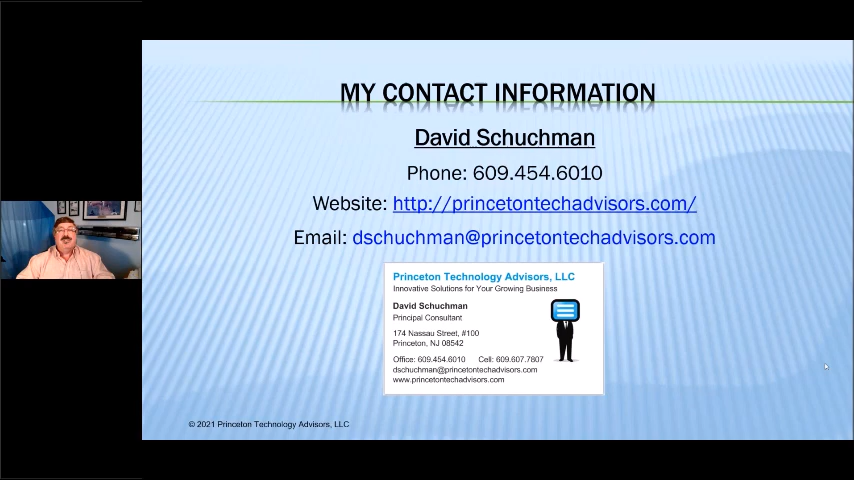 MY CONTACT INFORMATION
David Schuchman
Phone: 609.454.6010
Website: http://princetontechadvisors.com/
Email: dschuchman@princetontechadvisors.com
Princeton Technology Advisors, LLC
Innovative Solutions for Your Growing Business
David Schuchman
Principal Consultant
174 Nassau Street, #100
Princeton, NJ 08542
Office: 609.454.6010 Cell: 609.607.7807
dschuchman@princetontechadvisors.com
www.princetontechadvisors.com
© 2021 Princeton Technology Advisors, LLC